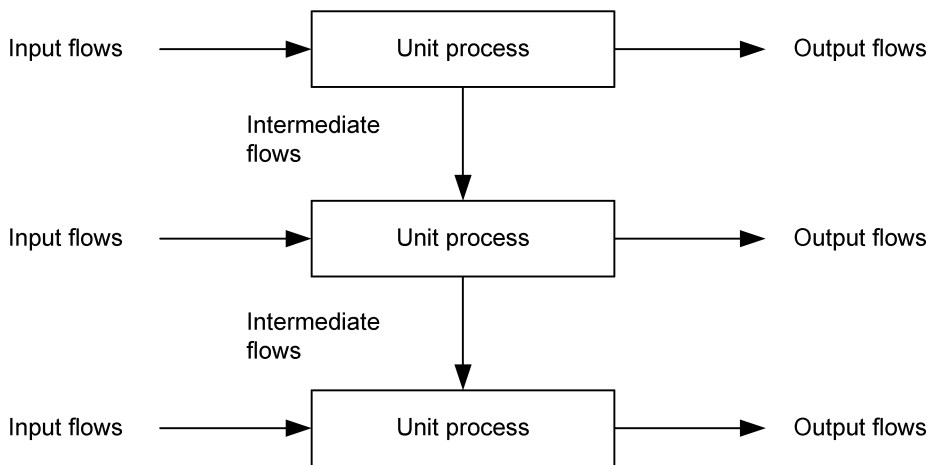 Input flows
Unit process
Output flows
Intermediate
flows
Input flows
Unit process
Output flows
Intermediate
flows
Input flows
Unit process
Output flows